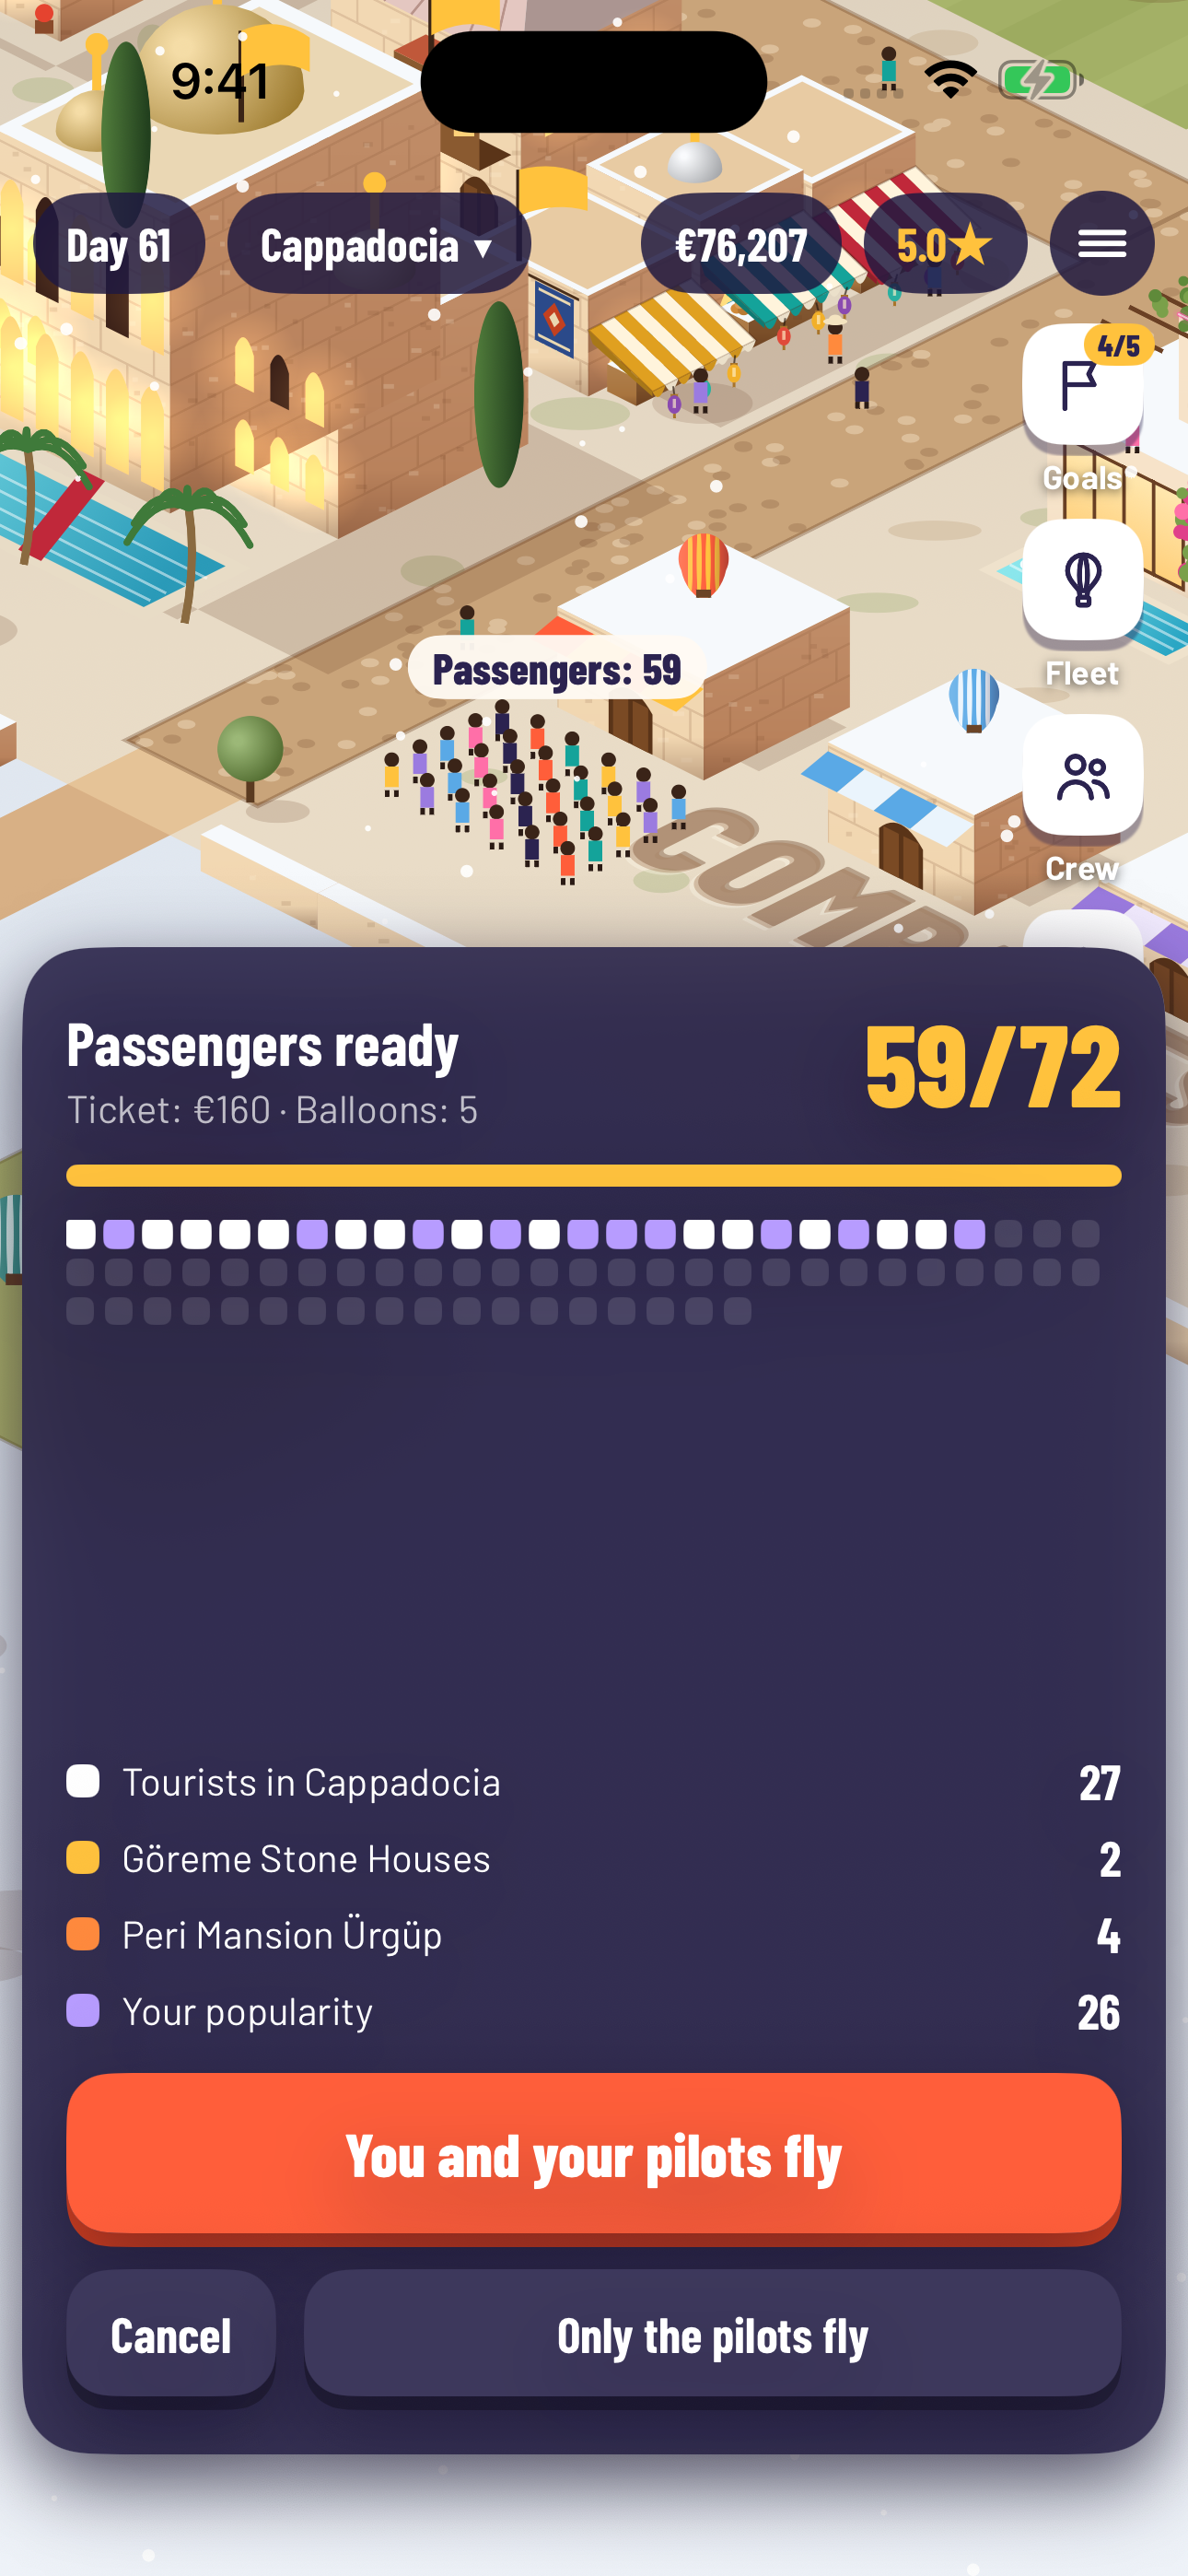 9:41
Day 61
Cappadocia ▾
€76,207
5.0★
4/5
Goals
Fleet
Crew
Passengers: 59
COMP
Passengers ready
59/72
Ticket: €160 · Balloons: 5
Tourists in Cappadocia
27
Göreme Stone Houses
2
Peri Mansion Ürgüp
4
Your popularity
26
You and your pilots fly
Cancel
Only the pilots fly